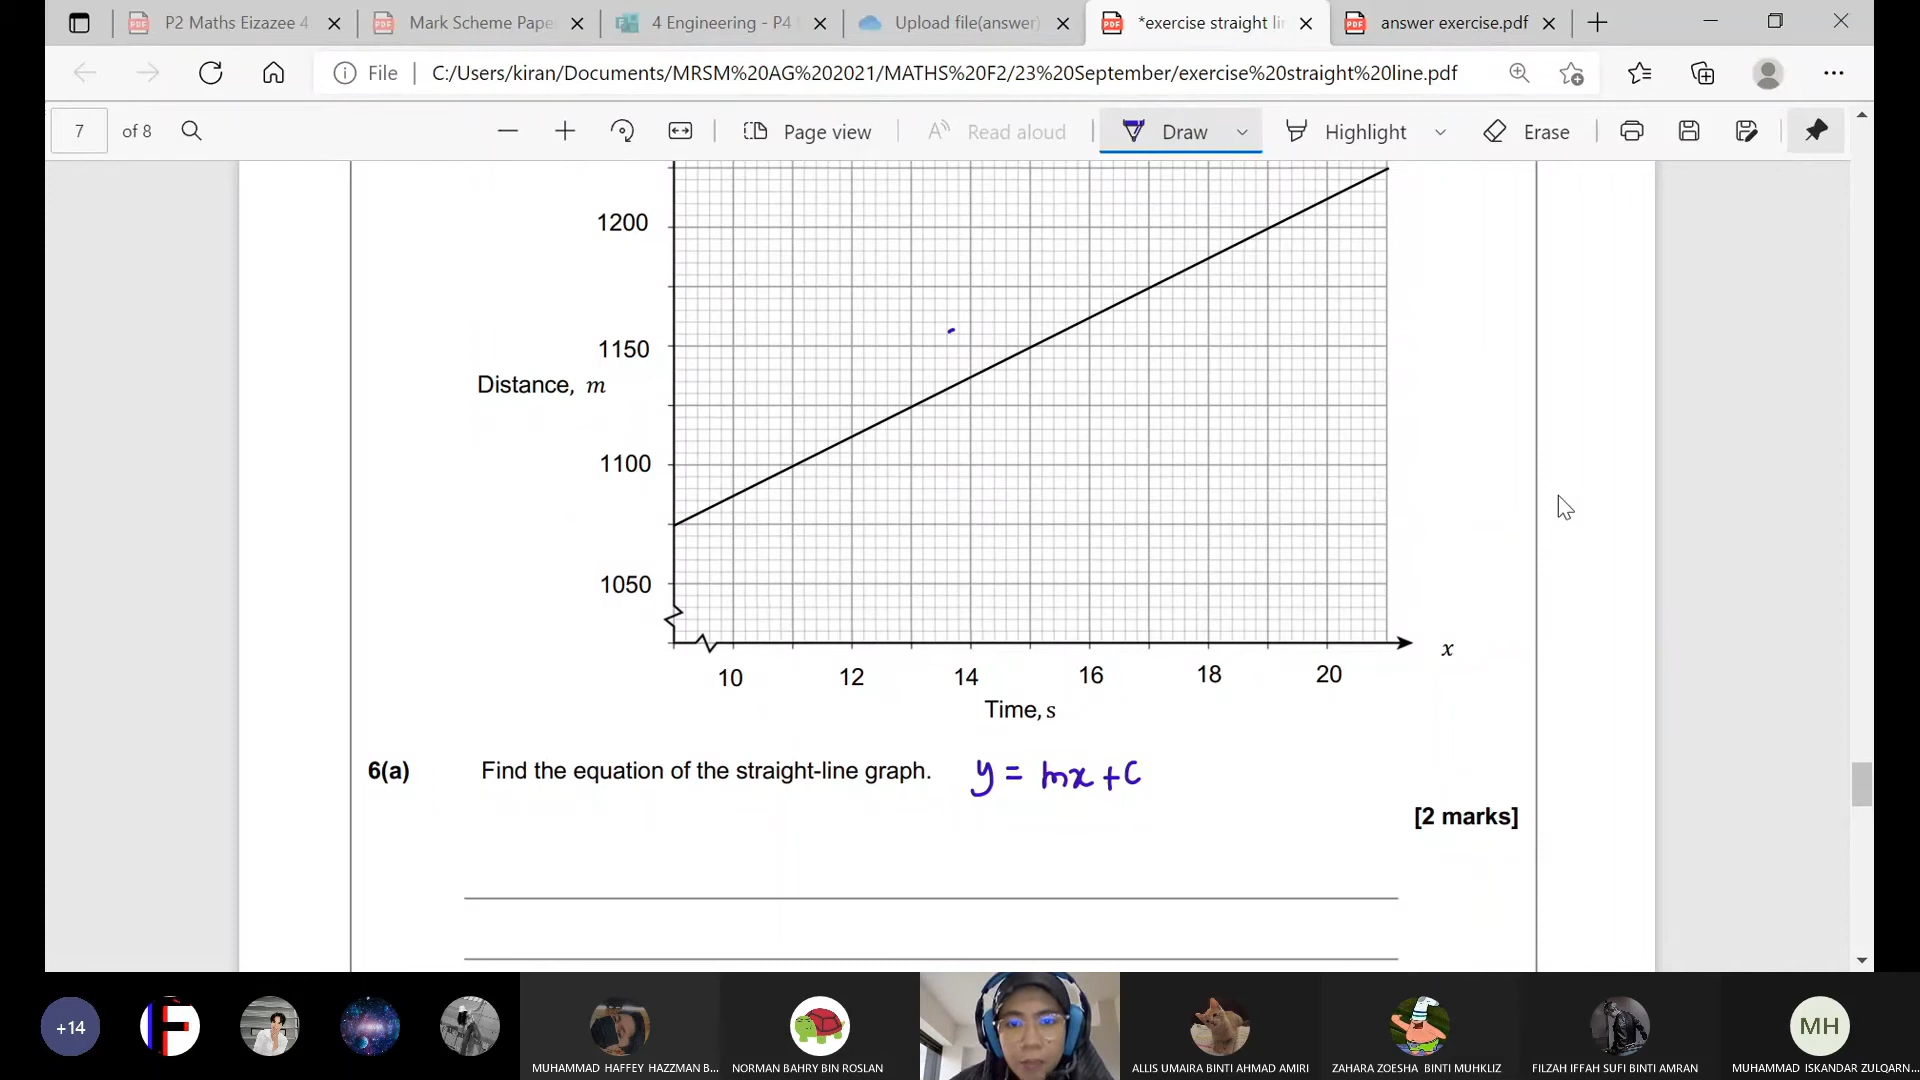 P2 Maths Eizazee 4
Mark Scheme Pape
4 Engineering - P4
Upload file(answer)
*exercise straight li
answer exercise.pdf
File
C:/Users/kiran/Documents/MRSM%20AG%202021/MATHS%20F2/23%20September/exercise%20straight%20line.pdf
7 of 8
Page view
Read aloud
Draw
Highlight
Erase
1200
1150
Distance, m
1100
1050
x
10 12 14 16 18 20
Time, s
6(a) Find the equation of the straight-line graph. y = mx + c
[2 marks]
+14
F
MH
MUHAMMAD HAFFEY HAZZMAN B...
NORMAN BAHRY BIN ROSLAN
ALLIS UMAIRA BINTI AHMAD AMIRI
ZAHARA ZOESHA BINTI MUHKLIZ
FILZAH IFFAH SUFI BINTI AMRAN
MUHAMMAD ISKANDAR ZULQARN...